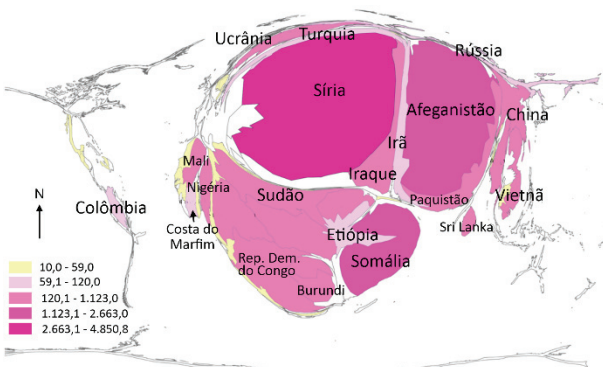 Ucrânia
Turquia
Rússia
Síria
Afeganistão
China
Irã
Mali
Iraque
Nigéria
Sudão
Paquistão
Vietnã
N
Colômbia
Costa do
Marfim
Etiópia
Sri Lanka
Somália
Rep. Dem.
do Congo
Burundi
10,0 - 59,0
59,1 - 120,0
120,1 - 1.123,0
1.123,1 - 2.663,0
2.663,1 - 4.850,8